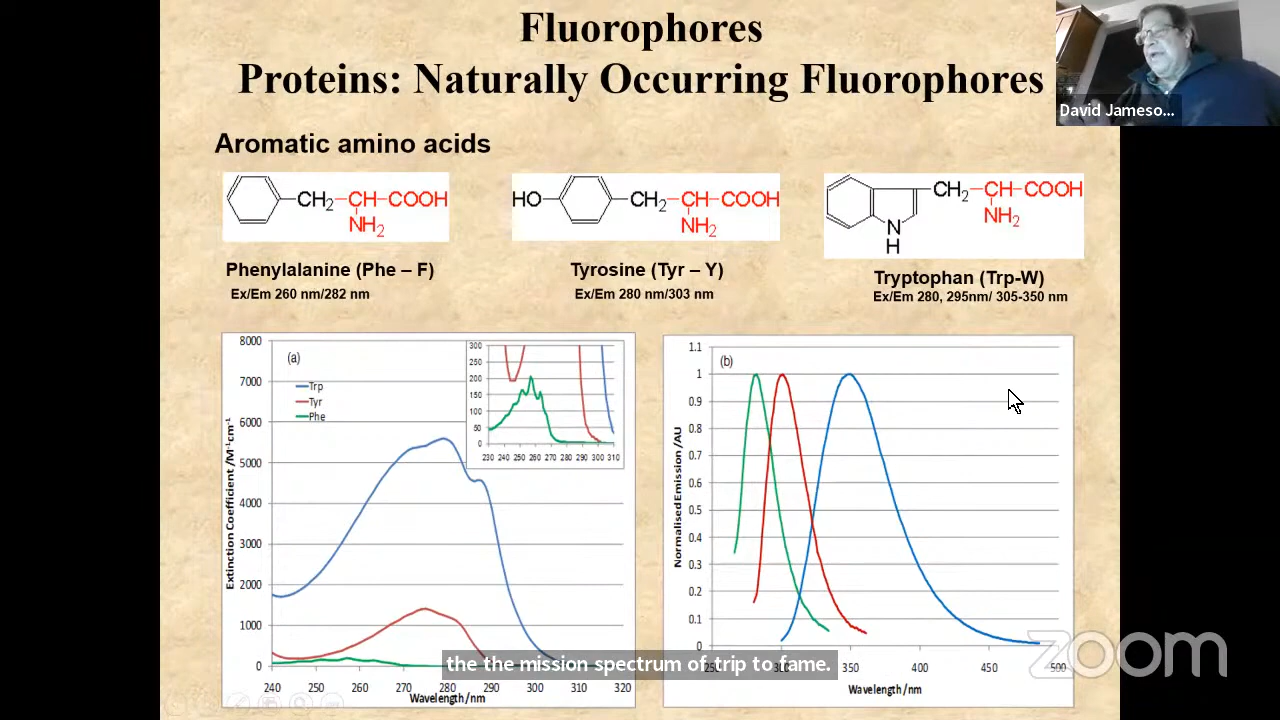 Fluorophores
Proteins: Naturally Occurring Fluorophores
David Jameso...
Aromatic amino acids
CH2 CH COOH
NH2
HO CH2 CH COOH
NH2
CH2 CH COOH
NH2
N
H
Phenylalanine (Phe – F)
Ex/Em 260 nm/282 nm
Tyrosine (Tyr – Y)
Ex/Em 280 nm/303 nm
Tryptophan (Trp-W)
Ex/Em 280, 295nm/ 305-350 nm
(a)
Extinction Coefficient /M⁻¹cm⁻¹
8000
7000
6000
5000
4000
3000
2000
1000
0
Trp
Tyr
Phe
300
250
200
150
100
50
0
230 240 250 260 270 280 290 300 310
240 250 260 270 280 290 300 310 320
Wavelength/nm
(b)
Normalised Emission /AU
1.1
1
0.9
0.8
0.7
0.6
0.5
0.4
0.3
0.2
0.1
0
300 350 400 450 500
Wavelength /nm
the the mission spectrum of trip to fame.
zoom